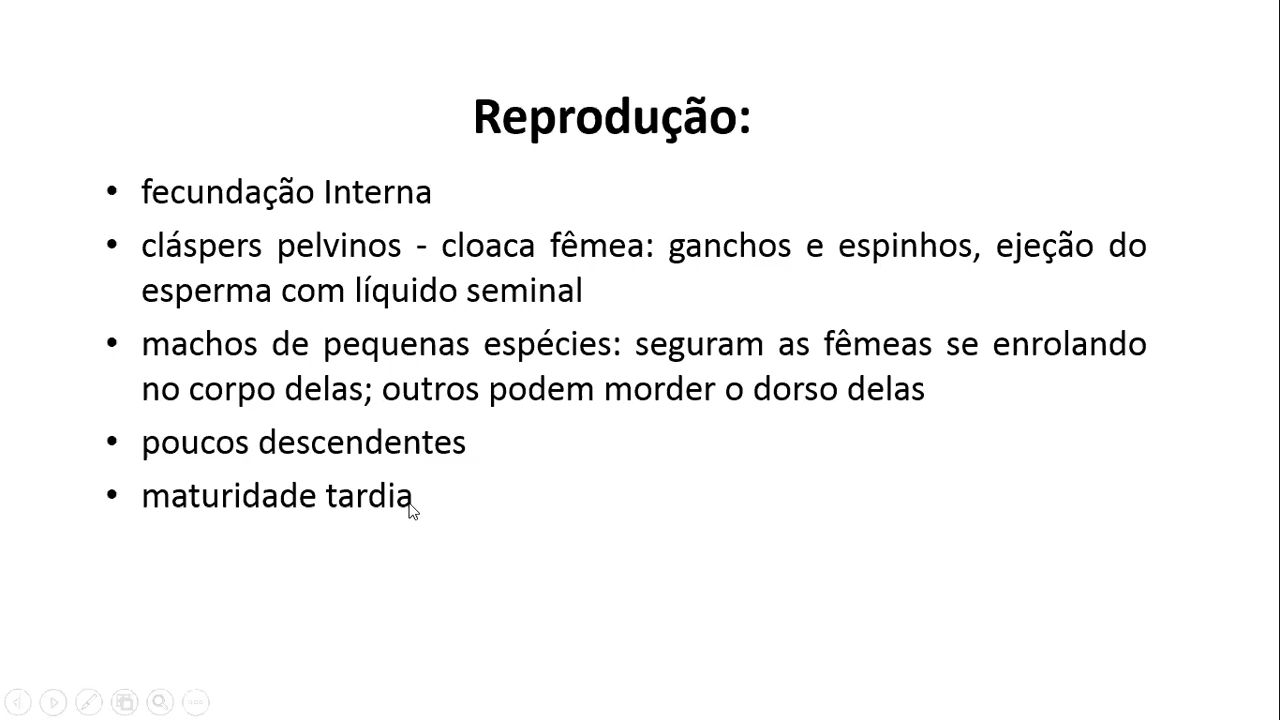 Reprodução:
• fecundação Interna
• cláspers pelvinos - cloaca fêmea: ganchos e espinhos, ejeção do
esperma com líquido seminal
• machos de pequenas espécies: seguram as fêmeas se enrolando
no corpo delas; outros podem morder o dorso delas
• poucos descendentes
• maturidade tardia